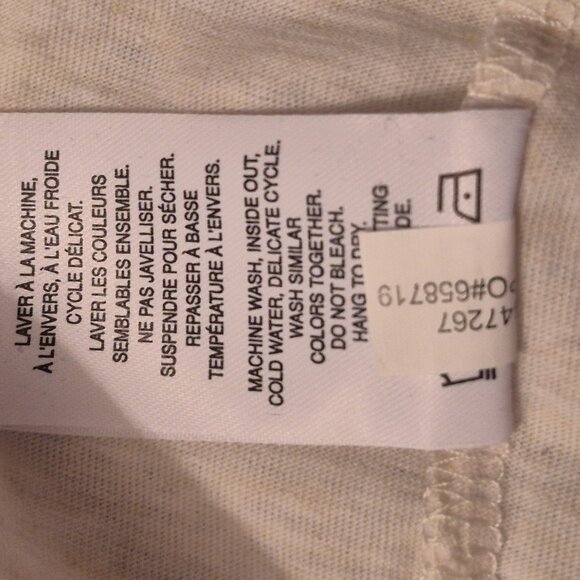 LAVER À LA MACHINE,
À L'ENVERS, À L'EAU FROIDE
CYCLE DÉLICAT.
LAVER LES COULEURS
SEMBLABLES ENSEMBLE.
NE PAS JAVELLISER.
SUSPENDRE POUR SÉCHER.
REPASSER À BASSE
TEMPÉRATURE À L'ENVERS.
MACHINE WASH, INSIDE OUT,
COLD WATER, DELICATE CYCLE.
WASH SIMILAR
COLORS TOGETHER.
DO NOT BLEACH.
HANG TO DRY.
47267
PO#658719